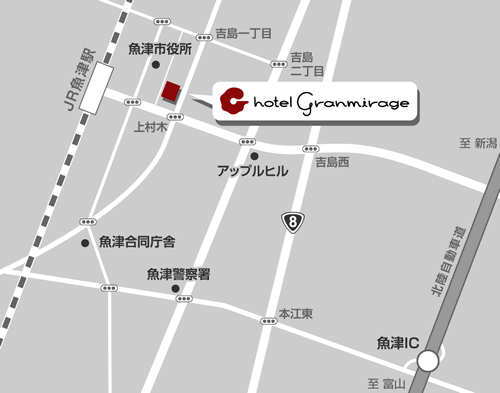 吉島一丁目
魚津市役所
吉島
二丁目
JR魚津駅
hotel Granmirage
上村木
至 新潟
吉島西
アップルヒル
8
魚津合同庁舎
北陸自動車道
魚津警察署
本江東
魚津IC
至 富山